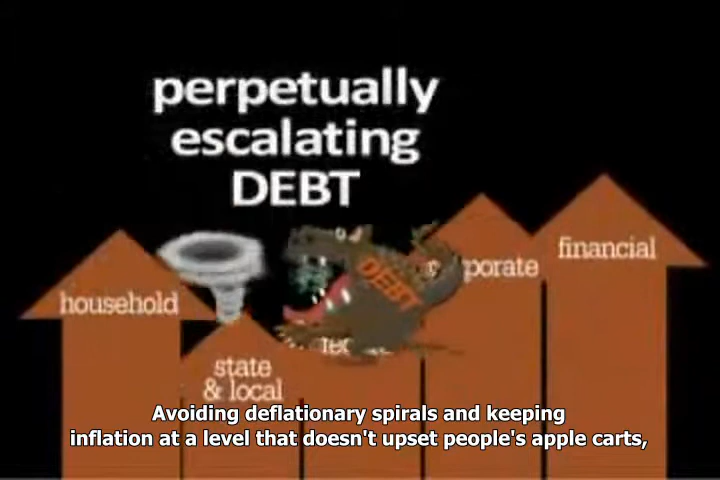 perpetually
escalating
DEBT
financial
porate
household
DEBT
state
& local
Avoiding deflationary spirals and keeping
inflation at a level that doesn't upset people's apple carts,